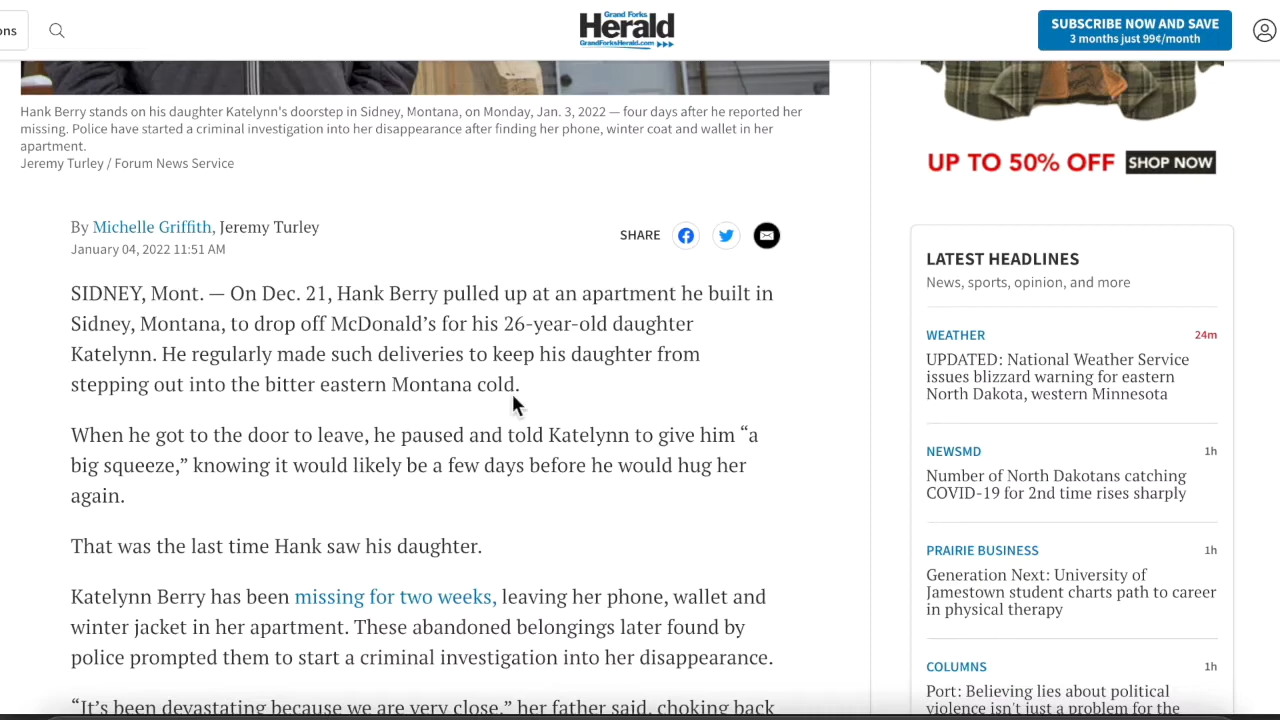 ons
Grand Forks
Herald
GrandForksHerald.com
SUBSCRIBE NOW AND SAVE
3 months just 99¢/month
Hank Berry stands on his daughter Katelynn's doorstep in Sidney, Montana, on Monday, Jan. 3, 2022 — four days after he reported her
missing. Police have started a criminal investigation into her disappearance after finding her phone, winter coat and wallet in her
apartment.
Jeremy Turley / Forum News Service
By Michelle Griffith, Jeremy Turley
January 04, 2022 11:51 AM
SHARE
SIDNEY, Mont. — On Dec. 21, Hank Berry pulled up at an apartment he built in
Sidney, Montana, to drop off McDonald’s for his 26-year-old daughter
Katelynn. He regularly made such deliveries to keep his daughter from
stepping out into the bitter eastern Montana cold.
When he got to the door to leave, he paused and told Katelynn to give him “a
big squeeze,” knowing it would likely be a few days before he would hug her
again.
That was the last time Hank saw his daughter.
Katelynn Berry has been missing for two weeks, leaving her phone, wallet and
winter jacket in her apartment. These abandoned belongings later found by
police prompted them to start a criminal investigation into her disappearance.
“It’s been devastating because we are very close,” her father said, choking back
UP TO 50% OFF SHOP NOW
LATEST HEADLINES
News, sports, opinion, and more
WEATHER 24m
UPDATED: National Weather Service
issues blizzard warning for eastern
North Dakota, western Minnesota
NEWSMD 1h
Number of North Dakotans catching
COVID-19 for 2nd time rises sharply
PRAIRIE BUSINESS 1h
Generation Next: University of
Jamestown student charts path to career
in physical therapy
COLUMNS 1h
Port: Believing lies about political
violence isn't just a problem for the